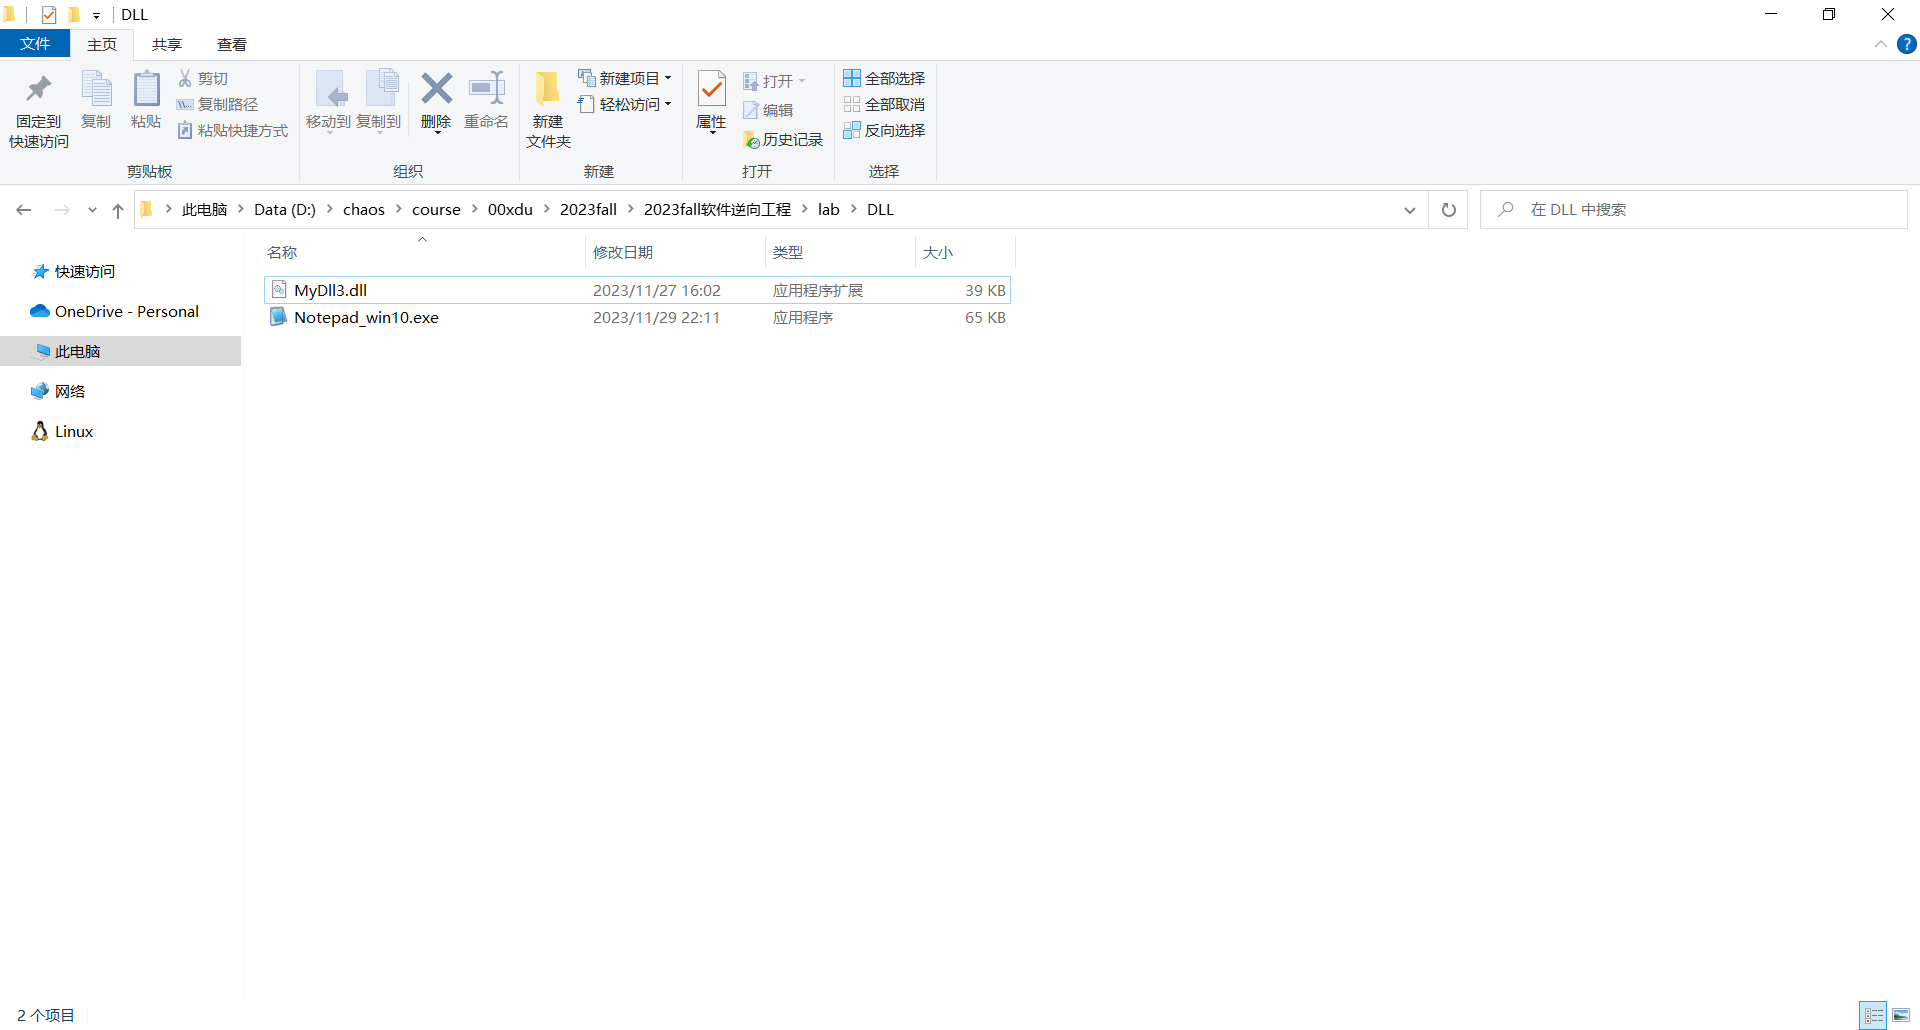 DLL
文件 主页 共享 查看
固定到
快速访问
复制
粘贴
剪切
复制路径
粘贴快捷方式
剪贴板
移动到
复制到
删除
重命名
组织
新建
文件夹
新建项目
轻松访问
新建
属性
打开
编辑
历史记录
打开
全部选择
全部取消
反向选择
选择
此电脑 Data (D:) chaos course 00xdu 2023fall 2023fall软件逆向工程 lab DLL
在 DLL 中搜索
快速访问
OneDrive - Personal
此电脑
网络
Linux
名称 修改日期 类型 大小
MyDll3.dll 2023/11/27 16:02 应用程序扩展 39 KB
Notepad_win10.exe 2023/11/29 22:11 应用程序 65 KB
2 个项目